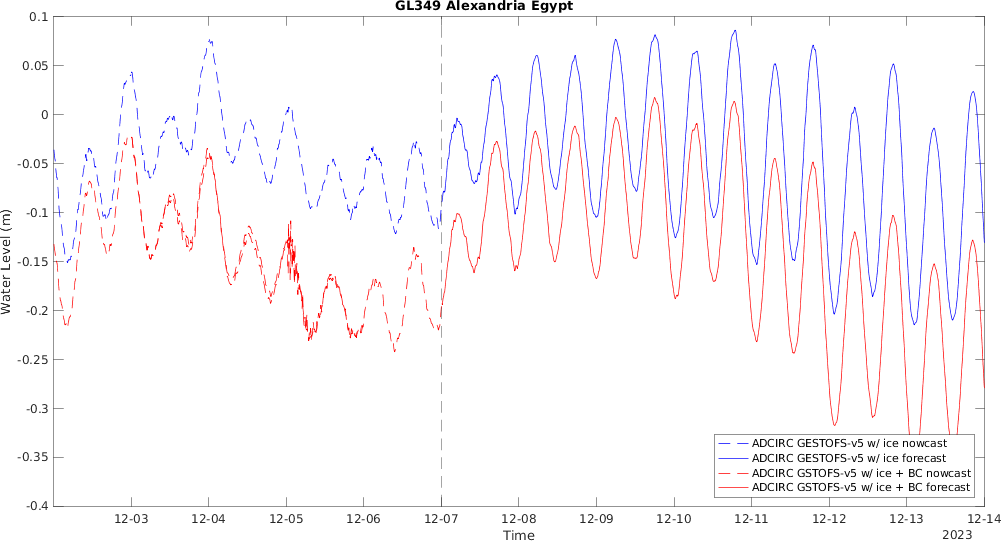 GL349 Alexandria Egypt
0.1
0.05
0
-0.05
-0.1
-0.15
-0.2
-0.25
-0.3
-0.35
-0.4
Water Level (m)
ADCIRC GESTOFS-v5 w/ ice nowcast
ADCIRC GESTOFS-v5 w/ ice forecast
ADCIRC GSTOFS-v5 w/ ice + BC nowcast
ADCIRC GSTOFS-v5 w/ ice + BC forecast
12-03 12-04 12-05 12-06 12-07 12-08 12-09 12-10 12-11 12-12 12-13 12-14
Time
2023